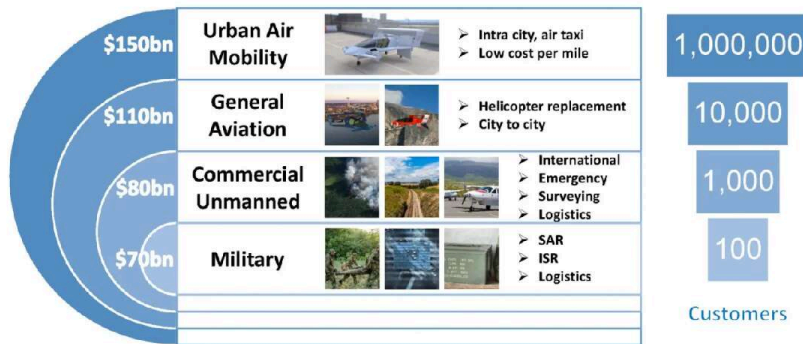 $150bn
Urban Air
Mobility
➤ Intra city, air taxi
➤ Low cost per mile
1,000,000
$110bn
General
Aviation
➤ Helicopter replacement
➤ City to city
10,000
$80bn
Commercial
Unmanned
➤ International
➤ Emergency
➤ Surveying
➤ Logistics
1,000
$70bn
Military
➤ SAR
➤ ISR
➤ Logistics
100
Customers